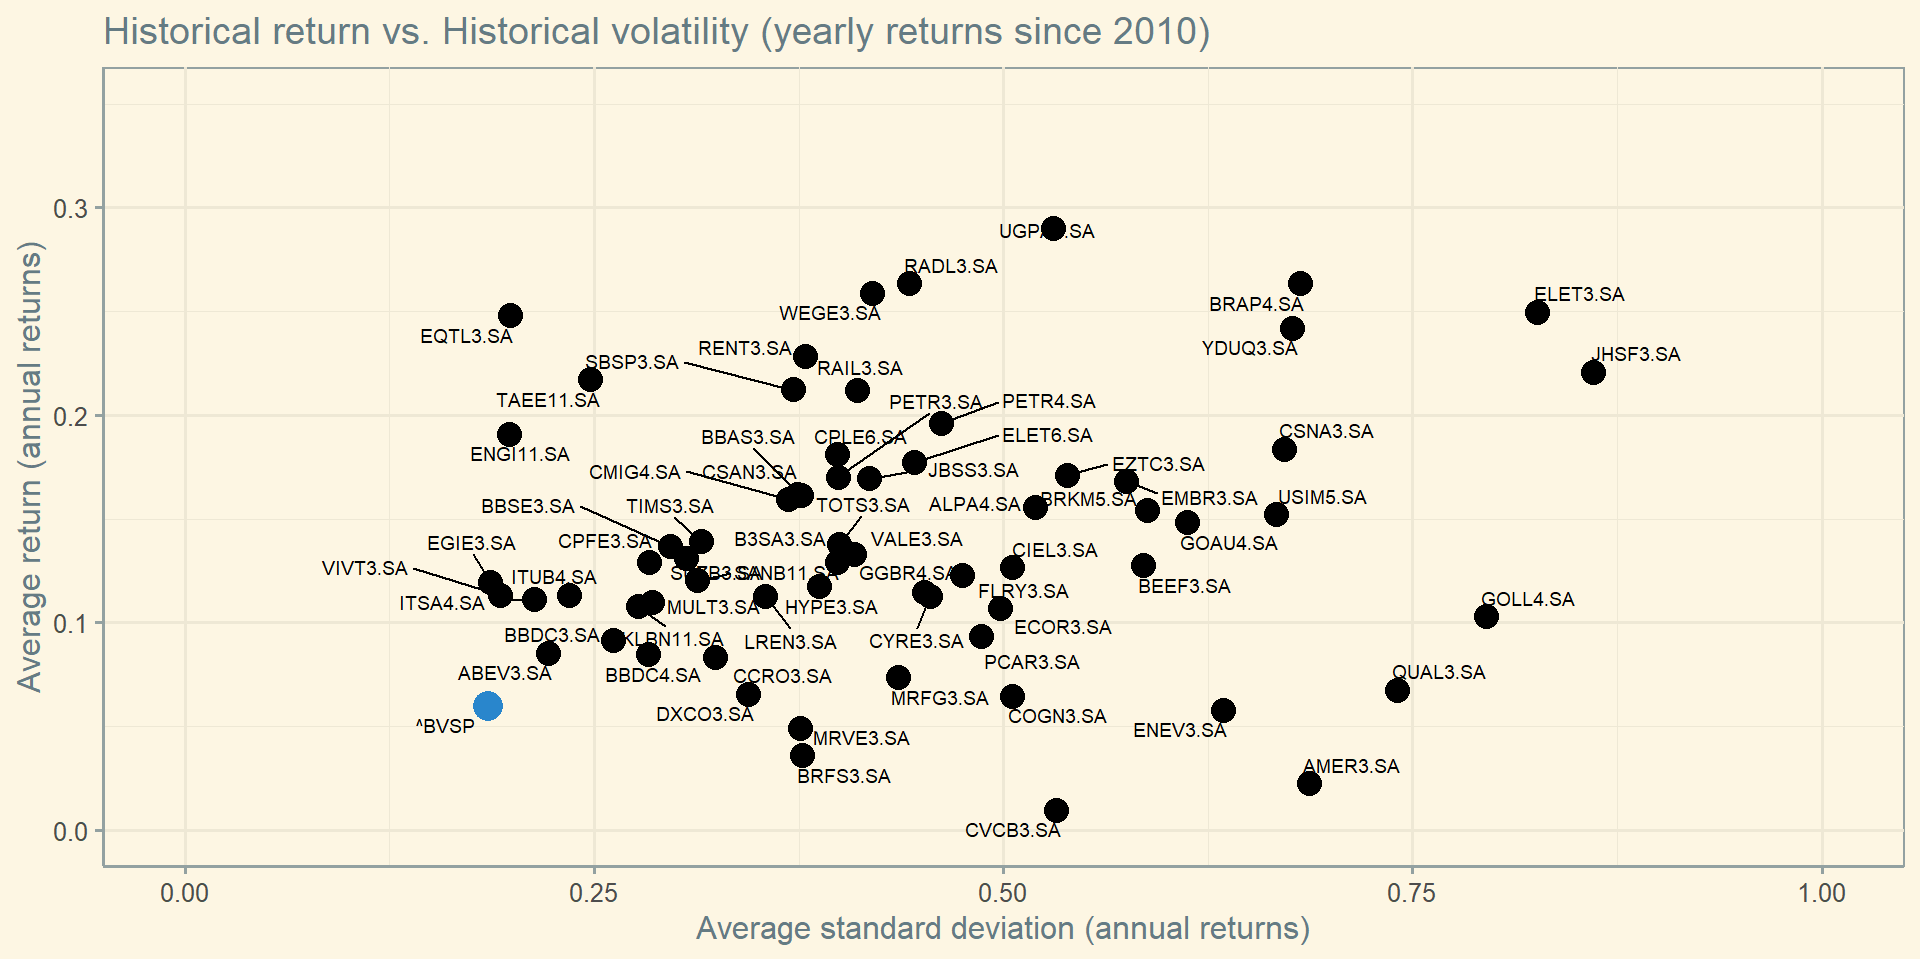 Historical return vs. Historical volatility (yearly returns since 2010)
Average return (annual returns)
0.3
0.2
0.1
0.0
UGPA3.SA
RADL3.SA
WEGE3.SA
BRAP4.SA
ELET3.SA
EQTL3.SA
YDUQ3.SA
RENT3.SA
JHSF3.SA
SBSP3.SA
RAIL3.SA
TAEE11.SA
PETR3.SA
PETR4.SA
CSNA3.SA
BBAS3.SA
CPLE6.SA
ELET6.SA
ENGI11.SA
EZTC3.SA
CMIG4.SA
CSAN3.SA
JBSS3.SA
BRKM5.SA
EMBR3.SA
USIM5.SA
BBSE3.SA
TIMS3.SA
TOTS3.SA
ALPA4.SA
EGIE3.SA
CPFE3.SA
B3SA3.SA
VALE3.SA
GOAU4.SA
CIEL3.SA
VIVT3.SA
ITUB4.SA
SUZB3.SA
SANB11.SA
GGBR4.SA
BEEF3.SA
FLRY3.SA
ITSA4.SA
MULT3.SA
HYPE3.SA
GOLL4.SA
BBDC3.SA
KLBN11.SA
LREN3.SA
CYRE3.SA
ECOR3.SA
ABEV3.SA
BBDC4.SA
CCRO3.SA
PCAR3.SA
QUAL3.SA
MRFG3.SA
DXCO3.SA
COGN3.SA
^BVSP
ENEV3.SA
MRVE3.SA
BRFS3.SA
AMER3.SA
CVCB3.SA
0.00
0.25
0.50
0.75
1.00
Average standard deviation (annual returns)